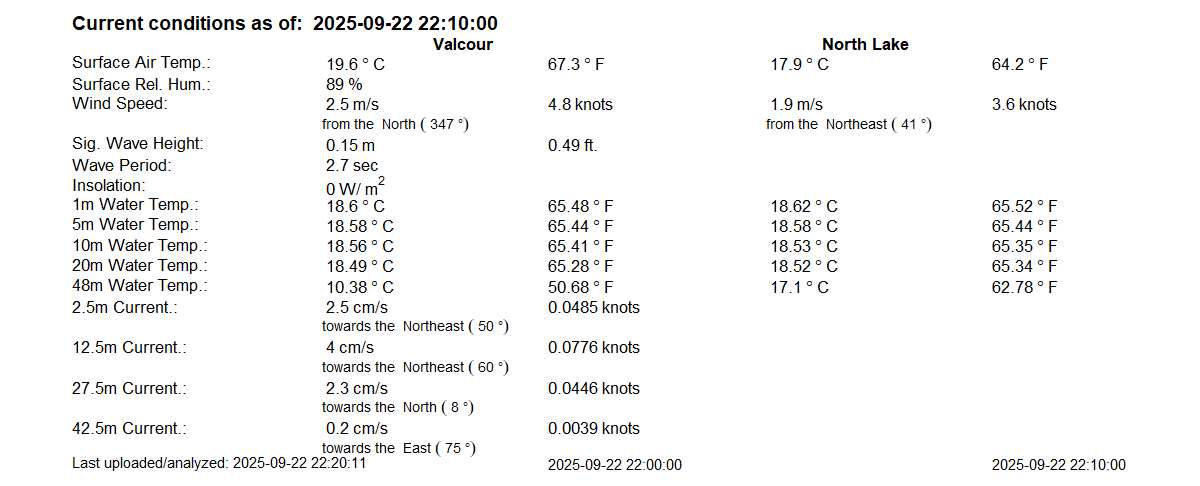 Current conditions as of:  2025-09-22 22:10:00
Valcour North Lake
Surface Air Temp.: 19.6 ° C 67.3 ° F 17.9 ° C 64.2 ° F
Surface Rel. Hum.: 89 %
Wind Speed: 2.5 m/s 4.8 knots 1.9 m/s 3.6 knots
from the North ( 347 °) from the Northeast ( 41 °)
Sig. Wave Height: 0.15 m 0.49 ft.
Wave Period: 2.7 sec
Insolation: 0 W/ m²
1m Water Temp.: 18.6 ° C 65.48 ° F 18.62 ° C 65.52 ° F
5m Water Temp.: 18.58 ° C 65.44 ° F 18.58 ° C 65.44 ° F
10m Water Temp.: 18.56 ° C 65.41 ° F 18.53 ° C 65.35 ° F
20m Water Temp.: 18.49 ° C 65.28 ° F 18.52 ° C 65.34 ° F
48m Water Temp.: 10.38 ° C 50.68 ° F 17.1 ° C 62.78 ° F
2.5m Current.: 2.5 cm/s 0.0485 knots
towards the Northeast ( 50 °)
12.5m Current.: 4 cm/s 0.0776 knots
towards the Northeast ( 60 °)
27.5m Current.: 2.3 cm/s 0.0446 knots
towards the North ( 8 °)
42.5m Current.: 0.2 cm/s 0.0039 knots
towards the East ( 75 °)
Last uploaded/analyzed: 2025-09-22 22:20:11 2025-09-22 22:00:00 2025-09-22 22:10:00